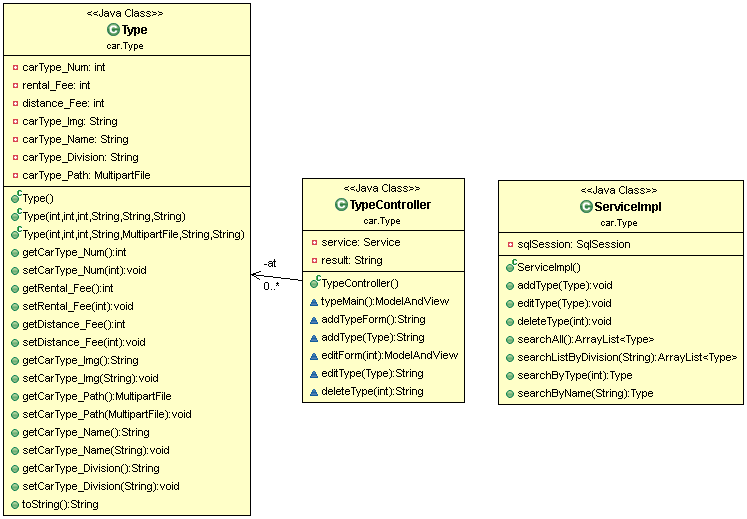 <<Java Class>>
Type
car.Type
carType_Num: int
rental_Fee: int
distance_Fee: int
carType_Img: String
carType_Name: String
carType_Division: String
carType_Path: MultipartFile
Type()
Type(int,int,int,String,String,String)
Type(int,int,int,String,MultipartFile,String,String)
getCarType_Num():int
setCarType_Num(int):void
getRental_Fee():int
setRental_Fee(int):void
getDistance_Fee():int
setDistance_Fee(int):void
getCarType_Img():String
setCarType_Img(String):void
getCarType_Path():MultipartFile
setCarType_Path(MultipartFile):void
getCarType_Name():String
setCarType_Name(String):void
getCarType_Division():String
setCarType_Division(String):void
toString():String
-at
0..*
<<Java Class>>
TypeController
car.Type
service: Service
result: String
TypeController()
typeMain():ModelAndView
addTypeForm():String
addType(Type):String
editForm(int):ModelAndView
editType(Type):String
deleteType(int):String
<<Java Class>>
ServiceImpl
car.Type
sqlSession: SqlSession
ServiceImpl()
addType(Type):void
editType(Type):void
deleteType(int):void
searchAll():ArrayList<Type>
searchListByDivision(String):ArrayList<Type>
searchByType(int):Type
searchByName(String):Type